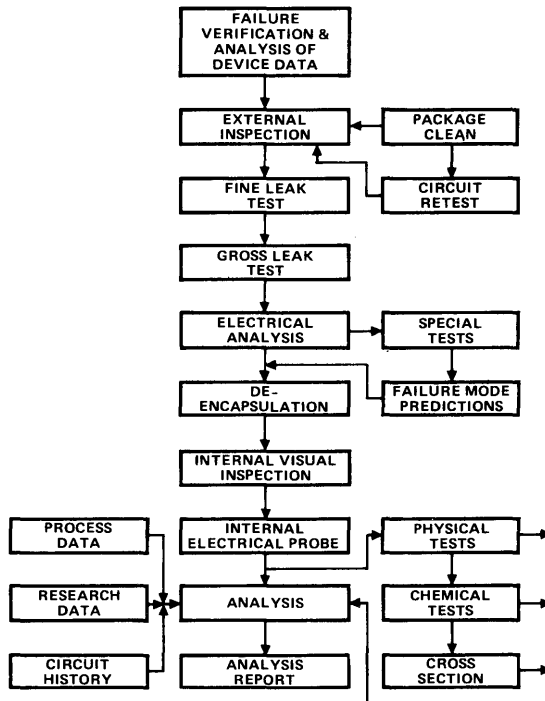 FAILURE
VERIFICATION &
ANALYSIS OF
DEVICE DATA
EXTERNAL
INSPECTION
PACKAGE
CLEAN
FINE LEAK
TEST
CIRCUIT
RETEST
GROSS LEAK
TEST
ELECTRICAL
ANALYSIS
SPECIAL
TESTS
DE-
ENCAPSULATION
FAILURE MODE
PREDICTIONS
INTERNAL VISUAL
INSPECTION
PROCESS
DATA
INTERNAL
ELECTRICAL PROBE
PHYSICAL
TESTS
RESEARCH
DATA
ANALYSIS
CHEMICAL
TESTS
CIRCUIT
HISTORY
ANALYSIS
REPORT
CROSS
SECTION